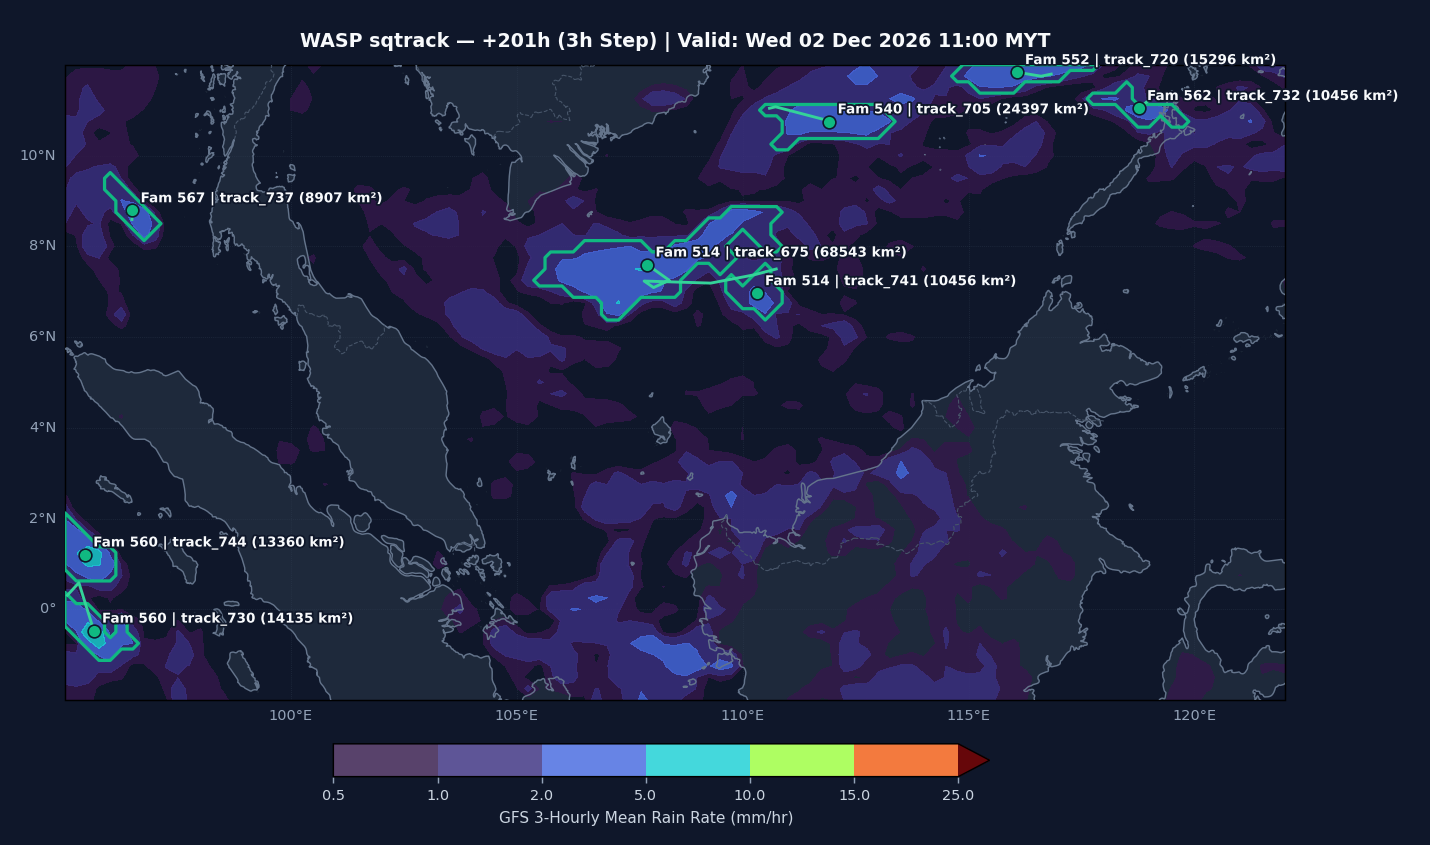 WASP sqtrack — +201h (3h Step) | Valid: Wed 02 Dec 2026 11:00 MYT
Fam 552 | track_720 (15296 km²)
Fam 562 | track_732 (10456 km²)
Fam 540 | track_705 (24397 km²)
10°N
Fam 567 | track_737 (8907 km²)
8°N
Fam 514 | track_675 (68543 km²)
Fam 514 | track_741 (10456 km²)
6°N
4°N
2°N
Fam 560 | track_744 (13360 km²)
0°
Fam 560 | track_730 (14135 km²)
100°E 105°E 110°E 115°E 120°E
0.5 1.0 2.0 5.0 10.0 15.0 25.0
GFS 3-Hourly Mean Rain Rate (mm/hr)